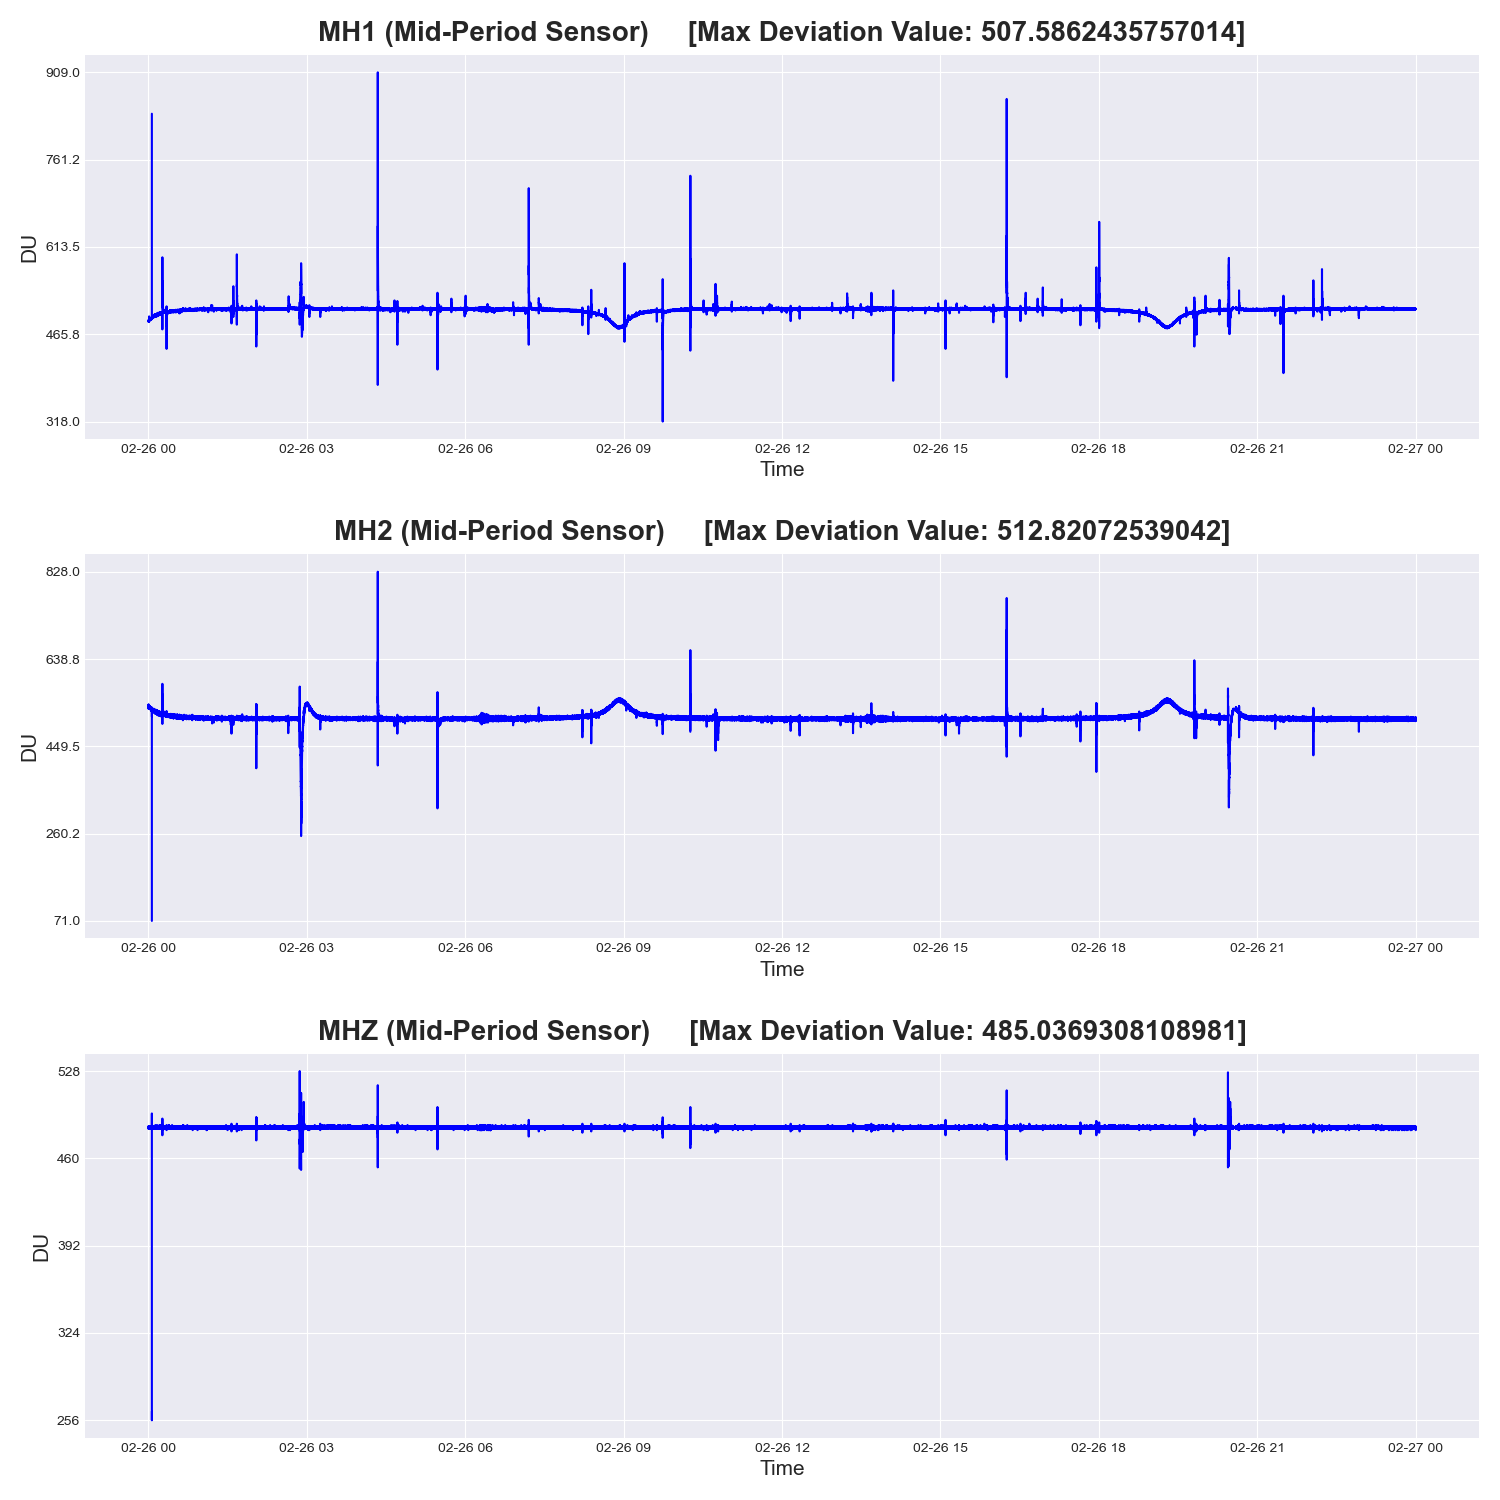 MH1 (Mid-Period Sensor) [Max Deviation Value: 507.5862435757014]
909.0
761.2
613.5
465.8
318.0
DU
02-26 00 02-26 03 02-26 06 02-26 09 02-26 12 02-26 15 02-26 18 02-26 21 02-27 00
Time
MH2 (Mid-Period Sensor) [Max Deviation Value: 512.82072539042]
828.0
638.8
449.5
260.2
71.0
DU
02-26 00 02-26 03 02-26 06 02-26 09 02-26 12 02-26 15 02-26 18 02-26 21 02-27 00
Time
MHZ (Mid-Period Sensor) [Max Deviation Value: 485.0369308108981]
528
460
392
324
256
DU
02-26 00 02-26 03 02-26 06 02-26 09 02-26 12 02-26 15 02-26 18 02-26 21 02-27 00
Time